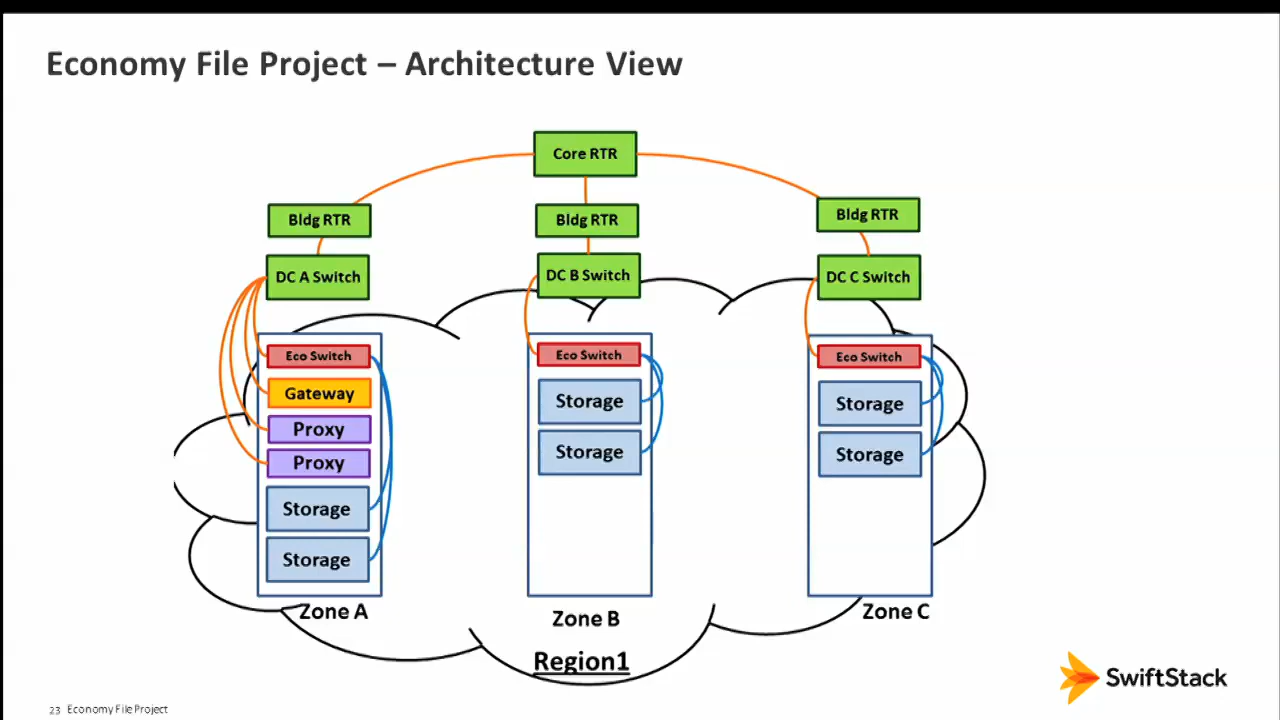 Economy File Project – Architecture View
Core RTR
Bldg RTR
Bldg RTR
Bldg RTR
DC A Switch
DC B Switch
DC C Switch
Eco Switch
Gateway
Proxy
Proxy
Storage
Storage
Zone A
Eco Switch
Storage
Storage
Zone B
Eco Switch
Storage
Storage
Zone C
Region1
SwiftStack
23 Economy File Project